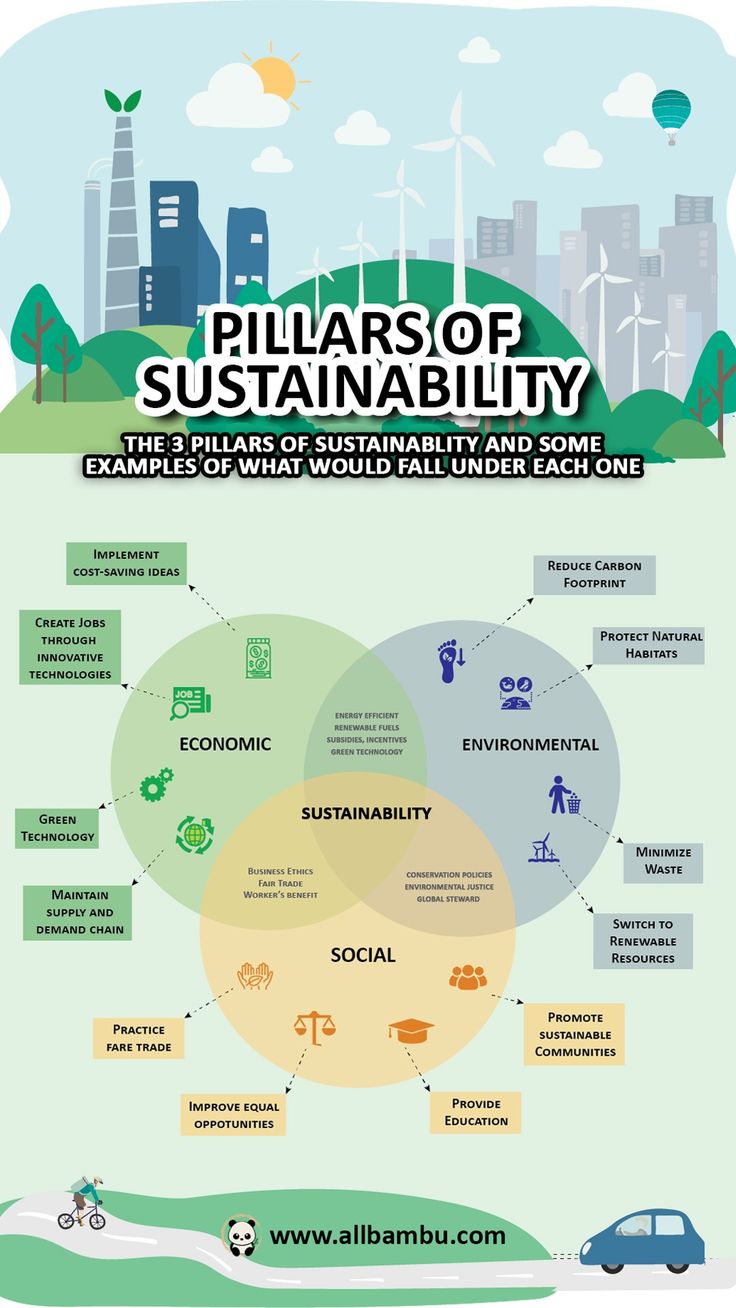 PILLARS OF
SUSTAINABILITY
THE 3 PILLARS OF SUSTAINABLITY AND SOME
EXAMPLES OF WHAT WOULD FALL UNDER EACH ONE
IMPLEMENT
COST-SAVING IDEAS
REDUCE CARBON
FOOTPRINT
CREATE JOBS
THROUGH
INNOVATIVE
TECHNOLOGIES
PROTECT NATURAL
HABITATS
JOB
ENERGY EFFICIENT
RENEWABLE FUELS
SUBSIDIES, INCENTIVES
GREEN TECHNOLOGY
ECONOMIC
ENVIRONMENTAL
SUSTAINABILITY
GREEN
TECHNOLOGY
MINIMIZE
WASTE
BUSINESS ETHICS
FAIR TRADE
WORKER'S BENEFIT
CONSERVATION POLICIES
ENVIRONMENTAL JUSTICE
GLOBAL STEWARD
MAINTAIN
SUPPLY AND
DEMAND CHAIN
SWITCH TO
RENEWABLE
RESOURCES
SOCIAL
PRACTICE
FARE TRADE
PROMOTE
SUSTAINABLE
COMMUNITIES
IMPROVE EQUAL
OPPOTUNITIES
PROVIDE
EDUCATION
www.allbambu.com